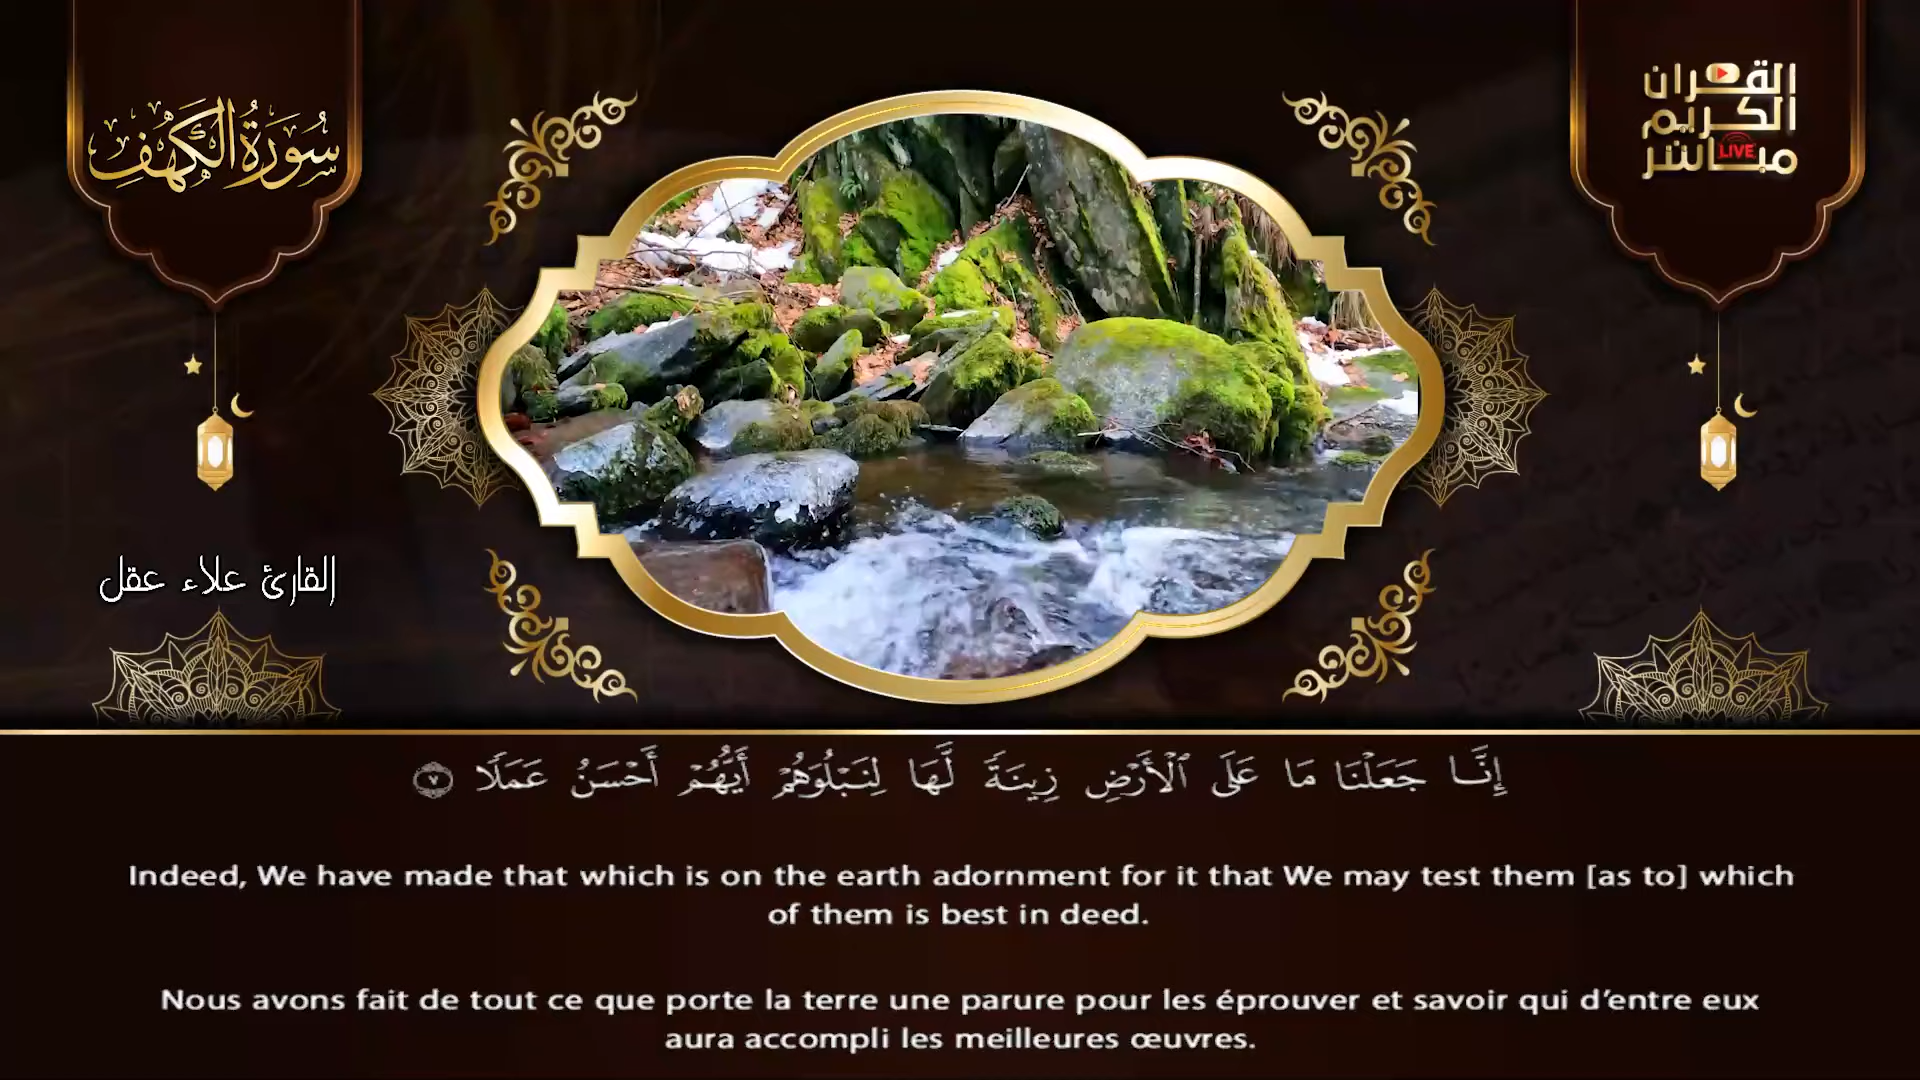 سُورَةُ الكَهْفِ
القرآن
الكريم
مباشر
LIVE
القارئ علاء عقل
إِنَّا جَعَلْنَا مَا عَلَى ٱلْأَرْضِ زِينَةً لَّهَا لِنَبْلُوَهُمْ أَيُّهُمْ أَحْسَنُ عَمَلًا ٧
Indeed, We have made that which is on the earth adornment for it that We may test them [as to] which
of them is best in deed.
Nous avons fait de tout ce que porte la terre une parure pour les éprouver et savoir qui d’entre eux
aura accompli les meilleures œuvres.